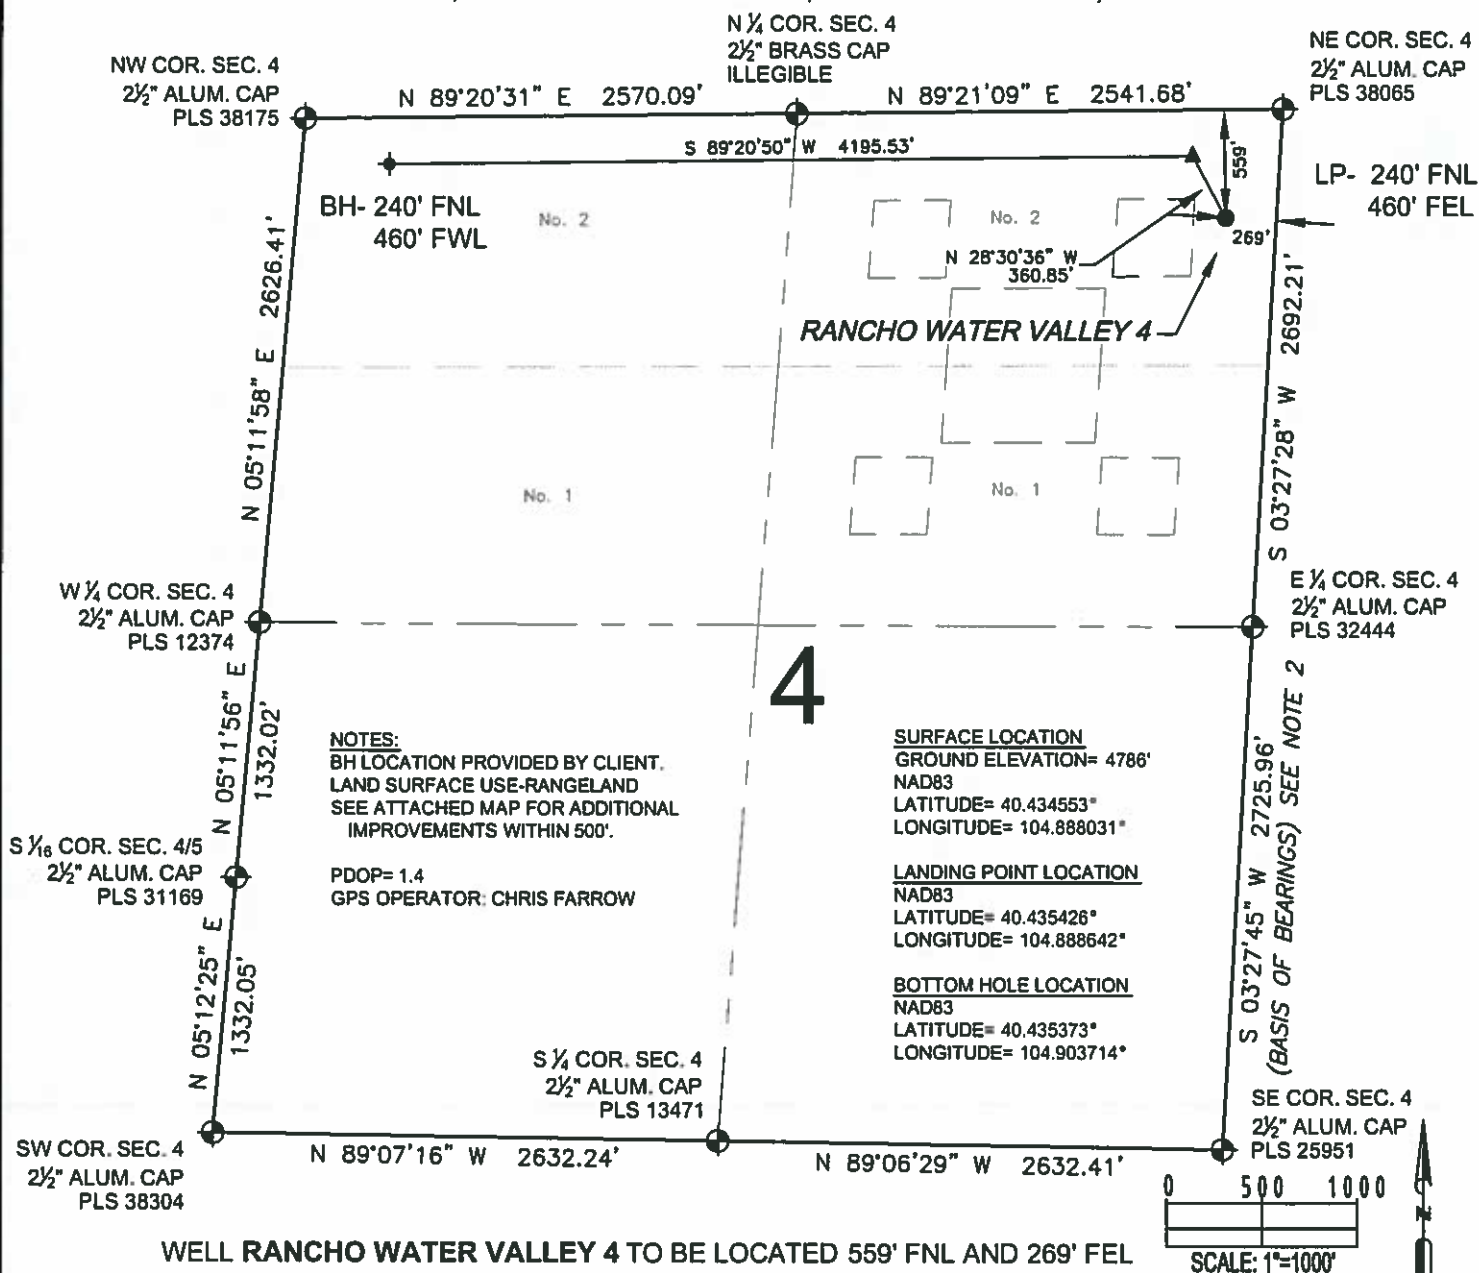 N ¼ COR. SEC. 4
2½" BRASS CAP
ILLEGIBLE
NW COR. SEC. 4
2½" ALUM. CAP
PLS 38175
NE COR. SEC. 4
2½" ALUM. CAP
PLS 38065
N 89°20'31" E 2570.09'
N 89°21'09" E 2541.68'
S 89°20'50" W 4195.53'
559'
LP- 240' FNL
460' FEL
BH- 240' FNL
460' FWL
No. 2
No. 2
269'
N 28°30'36" W
360.85'
RANCHO WATER VALLEY 4
N 05°11'58" E 2626.41'
S 03°27'28" W 2692.21'
No. 1
No. 1
W ¼ COR. SEC. 4
2½" ALUM. CAP
PLS 12374
E ¼ COR. SEC. 4
2½" ALUM. CAP
PLS 32444
4
N 05°11'56" E
1332.02'
NOTES:
BH LOCATION PROVIDED BY CLIENT.
LAND SURFACE USE-RANGELAND
SEE ATTACHED MAP FOR ADDITIONAL
IMPROVEMENTS WITHIN 500'.
PDOP= 1.4
GPS OPERATOR: CHRIS FARROW
SURFACE LOCATION
GROUND ELEVATION= 4786'
NAD83
LATITUDE= 40.434553°
LONGITUDE= 104.888031°
LANDING POINT LOCATION
NAD83
LATITUDE= 40.435426°
LONGITUDE= 104.888642°
BOTTOM HOLE LOCATION
NAD83
LATITUDE= 40.435373°
LONGITUDE= 104.903714°
S 03°27'45" W 2725.96'
(BASIS OF BEARINGS) SEE NOTE 2
S 1/16 COR. SEC. 4/5
2½" ALUM. CAP
PLS 31169
N 05°12'25" E
1332.05'
S ¼ COR. SEC. 4
2½" ALUM. CAP
PLS 13471
SE COR. SEC. 4
2½" ALUM. CAP
PLS 25951
SW COR. SEC. 4
2½" ALUM. CAP
PLS 38304
N 89°07'16" W 2632.24'
N 89°06'29" W 2632.41'
0 500 1000
SCALE: 1"=1000'
N
WELL RANCHO WATER VALLEY 4 TO BE LOCATED 559' FNL AND 269' FEL